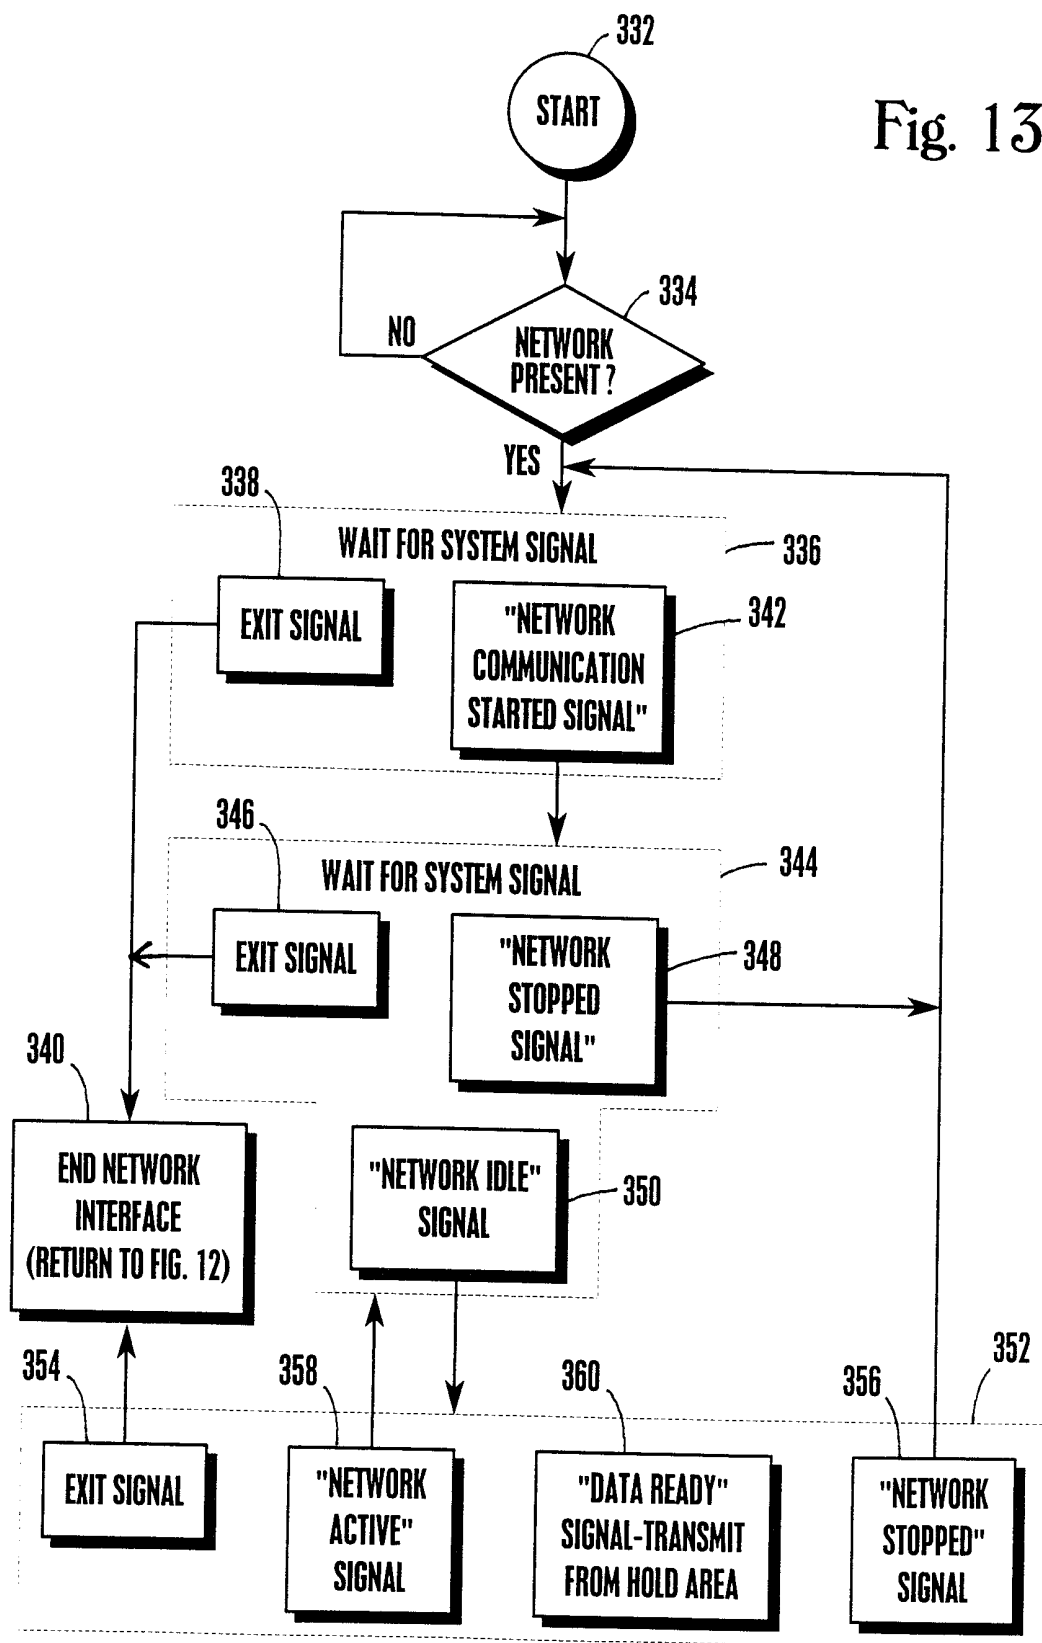 332
START
Fig. 13
334
NO
NETWORK
PRESENT ?
YES
338
WAIT FOR SYSTEM SIGNAL
336
EXIT SIGNAL
"NETWORK
COMMUNICATION
STARTED SIGNAL"
342
346
WAIT FOR SYSTEM SIGNAL
344
EXIT SIGNAL
"NETWORK
STOPPED
SIGNAL"
348
340
END NETWORK
INTERFACE
(RETURN TO FIG. 12)
"NETWORK IDLE"
SIGNAL
350
352
354
358
360
356
EXIT SIGNAL
"NETWORK
ACTIVE"
SIGNAL
"DATA READY"
SIGNAL-TRANSMIT
FROM HOLD AREA
"NETWORK
STOPPED"
SIGNAL